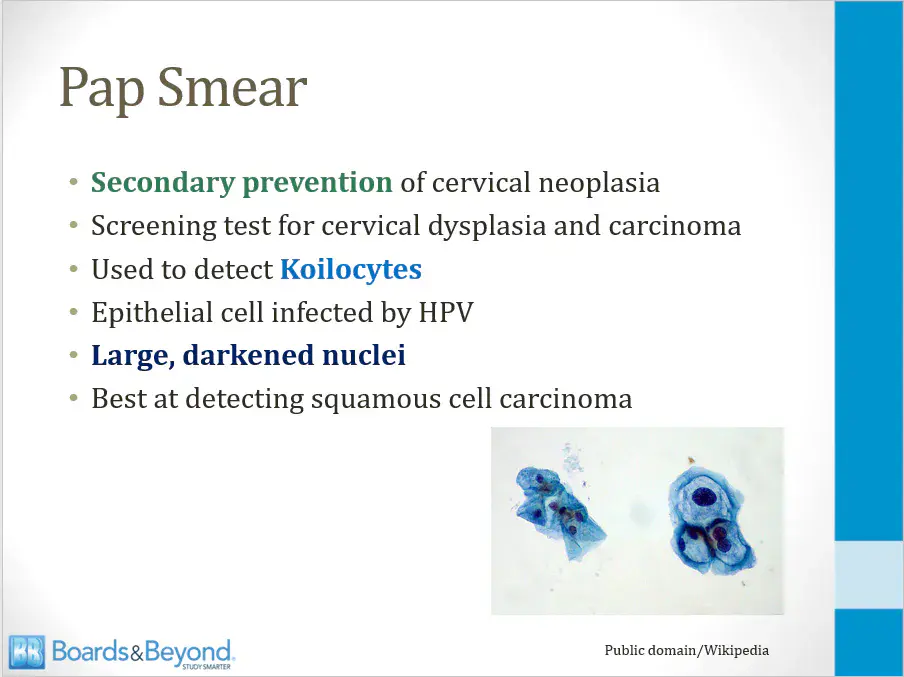 Pap Smear
• Secondary prevention of cervical neoplasia
• Screening test for cervical dysplasia and carcinoma
• Used to detect Koilocytes
• Epithelial cell infected by HPV
• Large, darkened nuclei
• Best at detecting squamous cell carcinoma
BB Boards&Beyond.
STUDY SMARTER
Public domain/Wikipedia